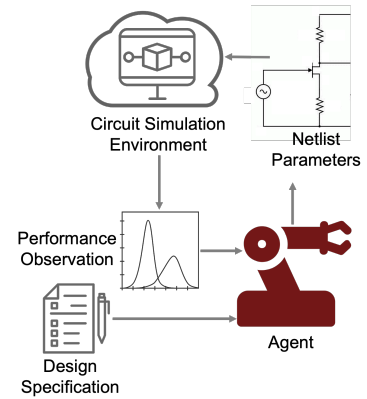 Circuit Simulation
Environment
Netlist
Parameters
Performance
Observation
Design
Specification
Agent